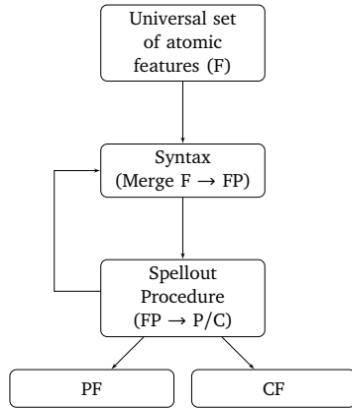 Universal set
of atomic
features (F)
Syntax
(Merge F → FP)
Spellout
Procedure
(FP → P/C)
PF
CF